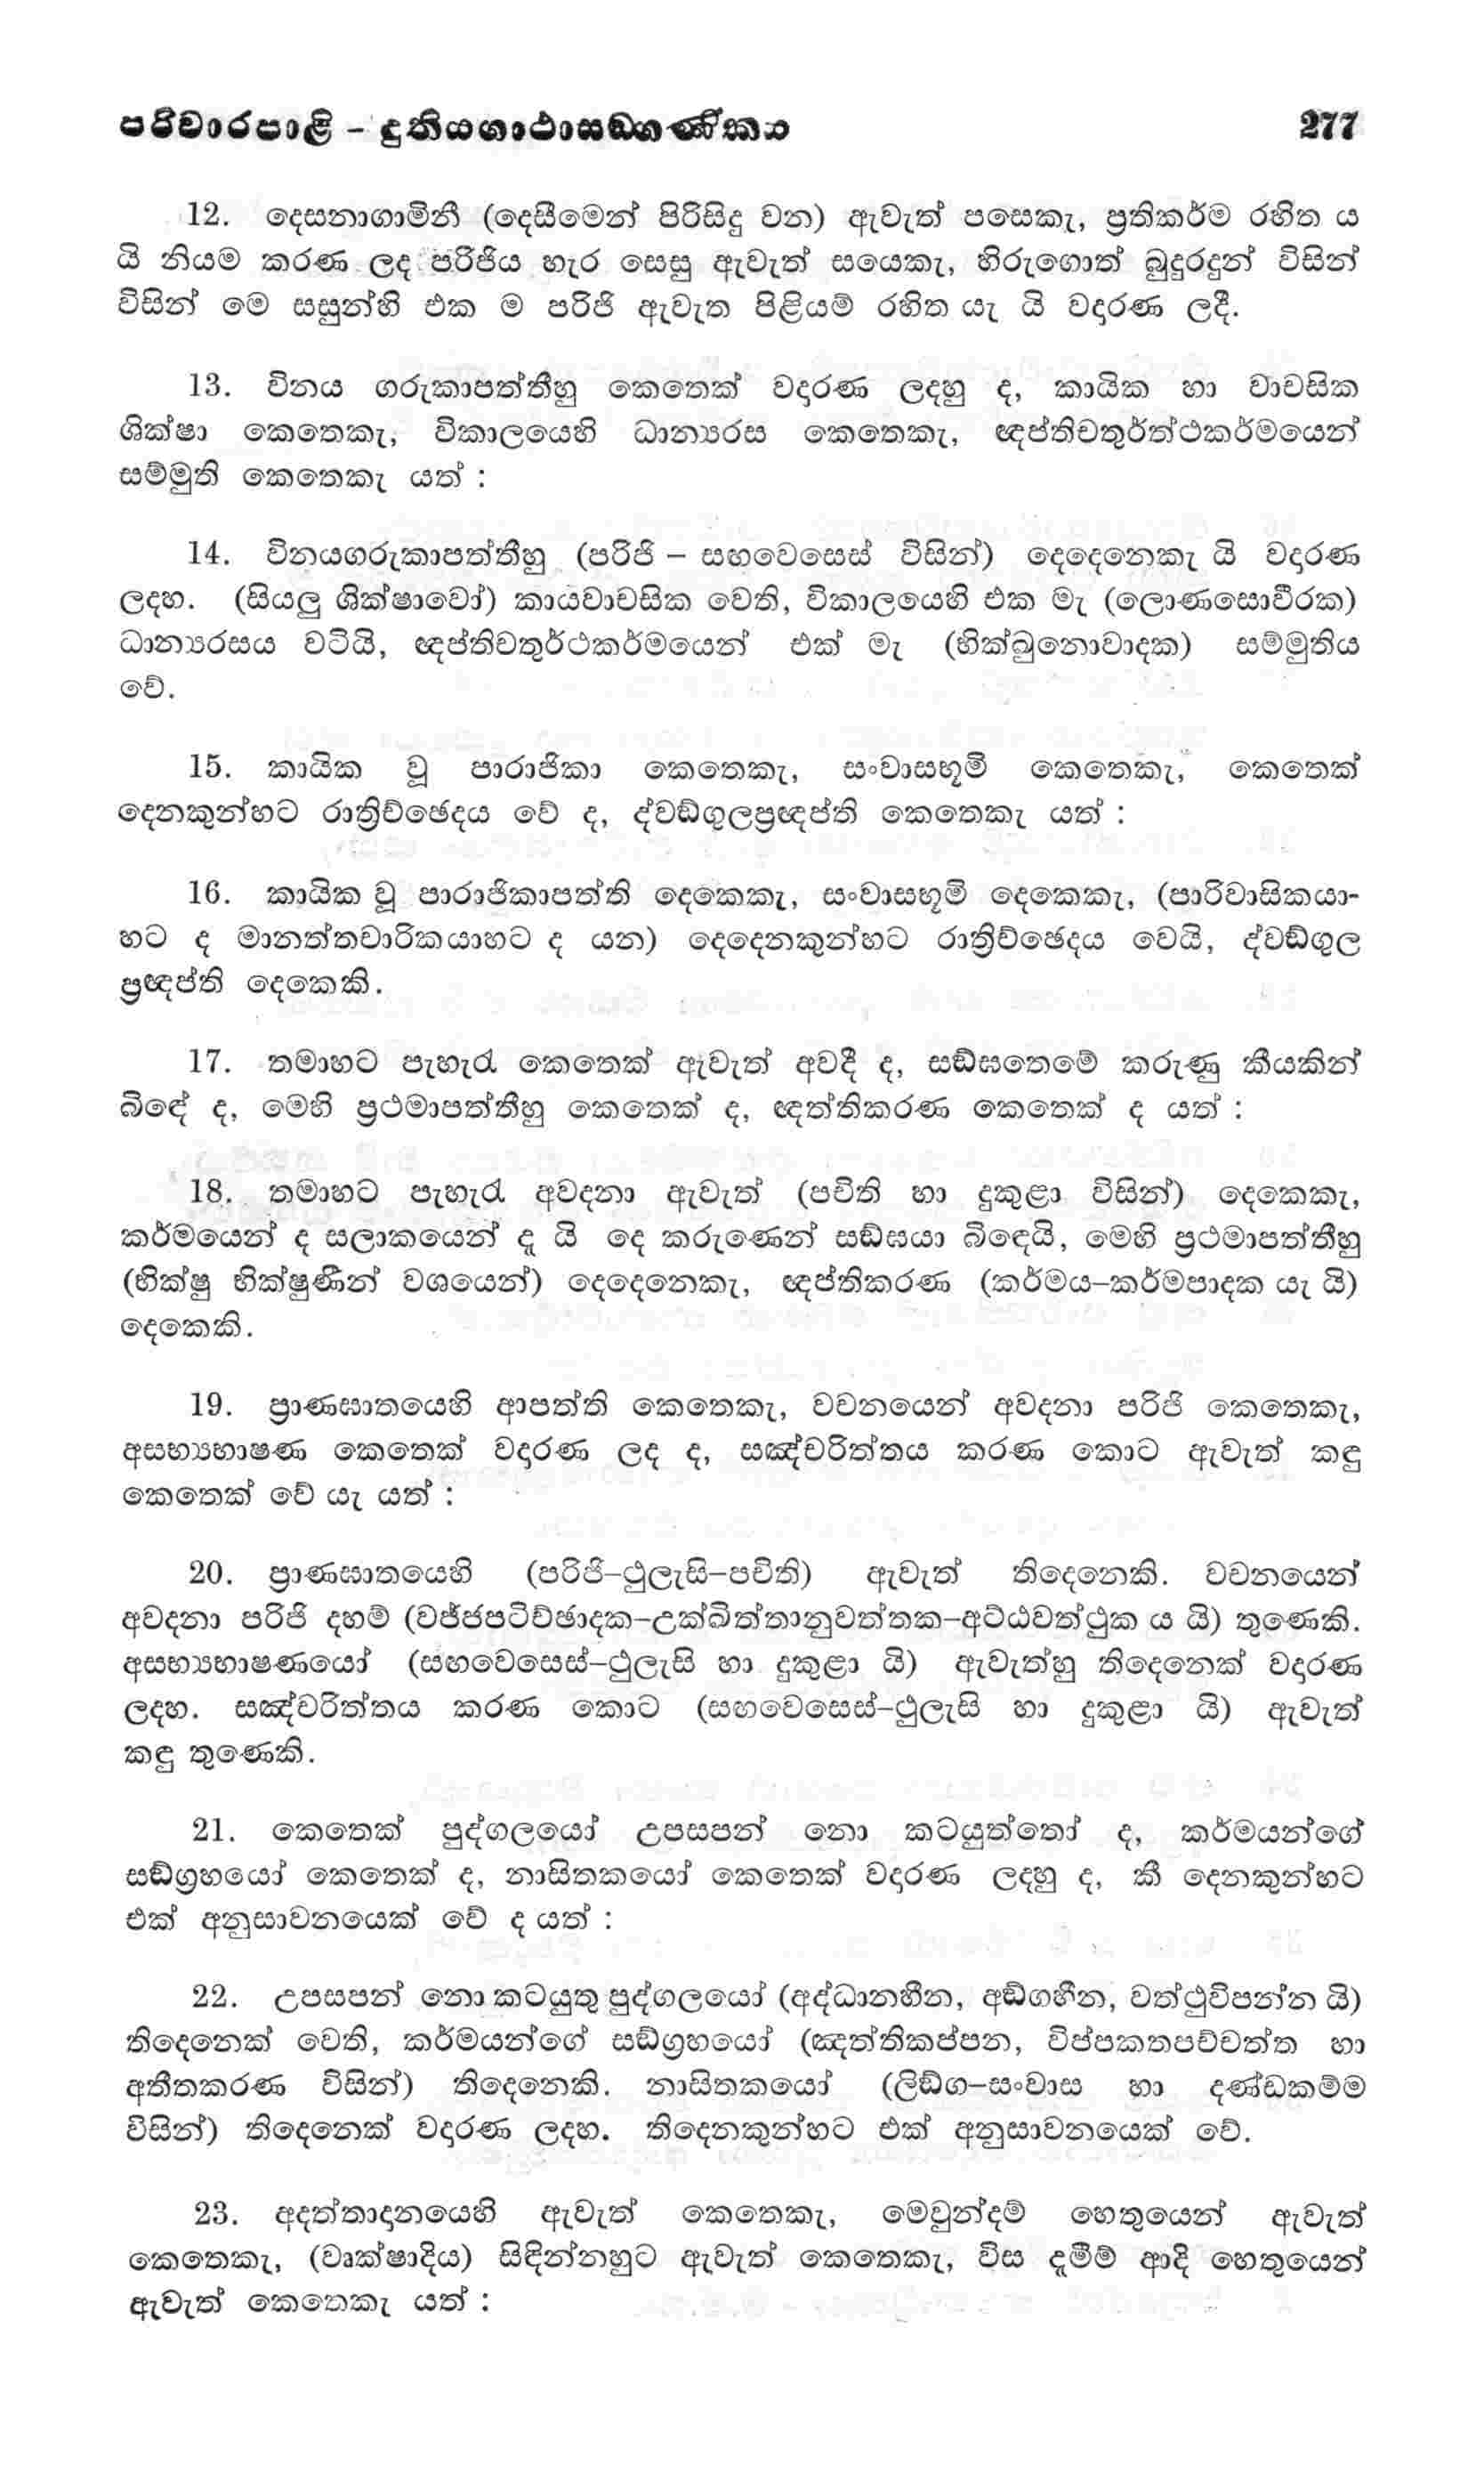 පරිවාරපාළි – දුතියගාථාසඞගණිකය 277
12. දෙසනාගාමිනී (දෙසීමෙන් පිරිසිදු වන) ඇවැත් පසෙකැ, ප්‍රතිකර්ම රහිත ය
යි නියම කරණ ලද පරිජිය හැර සෙසු ඇවැත් සයෙකැ, හිරුගොත් බුදුරදුන් විසින්
විසින් මෙ සසුන්හි එක ම පරිජි ඇවැත පිළියම් රහිත යැ යි වදරණ ලදී.
13. විනය ගරුකාපත්තීහු කෙතෙක් වදරණ ලදහු ද, කායික හා වාචසික
ශික්ෂා කෙතෙකැ, විකාලයෙහි ධාන්‍යරස කෙතෙකැ, ඥප්තිචතුර්ත්ථකර්මයෙන්
සම්මුති කෙතෙකැ යත් :
14. විනයගරුකාපත්තීහු (පරිජි – සඟවෙසෙස් විසින්) දෙදෙනෙකැ යි වදරණ
ලදහ. (සියලු ශික්ෂාවෝ) කායවාචසික වෙති, විකාලයෙහි එක මැ (ලොණසොවීරක)
ධාන්‍යරසය වටියි, ඥප්තිචතුර්ථකර්මයෙන් එක් මැ (භික්ඛුනොවාදක) සම්මුතිය
වේ.
15. කායික වූ පාරාජිකා කෙතෙකැ, සංවාසභූමි කෙතෙකැ, කෙතෙක්
දෙනකුන්හට රාත්‍රිච්ඡෙදය වේ ද, ද්වඞ්ගුලප්‍රඥප්ති කෙතෙකැ යත් :
16. කායික වූ පාරාජිකාපත්ති දෙකෙකැ, සංවාසභූමි දෙකෙකැ, (පාරිවාසිකයා-
හට ද මානත්තචාරිකයාහට ද යන) දෙදෙනකුන්හට රාත්‍රිච්ඡෙදය වෙයි, ද්වඞ්ගුල
ප්‍රඥප්ති දෙකෙකි.
17. තමාහට පැහැරැ කෙතෙක් ඇවැත් අවදී ද, සඞ්ඝතෙමේ කරුණු කීයකින්
බිඳේ ද, මෙහි ප්‍රථමාපත්තීහු කෙතෙක් ද, ඥත්තිකරණ කෙතෙක් ද යත් :
18. තමාහට පැහැරැ අවදනා ඇවැත් (පචිති හා දුකුළා විසින්) දෙකෙකැ,
කර්මයෙන් ද සලාකයෙන් දැ යි දෙ කරුණෙන් සඞ්ඝයා බිඳෙයි, මෙහි ප්‍රථමාපත්තීහු
(භික්ෂු භික්ෂුණීන් වශයෙන්) දෙදෙනෙකැ, ඥප්තිකරණ (කර්මය–කර්මපාදක යැ යි)
දෙකෙකි.
19. ප්‍රාණඝාතයෙහි ආපත්ති කෙතෙකැ, වචනයෙන් අවදනා පරිජි කෙතෙකැ,
අසභ්‍යභාෂණ කෙතෙක් වදරණ ලද ද, සඤ්චරිත්තය කරණ කොට ඇවැත් කඳු
කෙතෙක් වේ යැ යත් :
20. ප්‍රාණඝාතයෙහි (පරිජි–ථුලැසි–පචිති) ඇවැත් තිදෙනෙකි. වචනයෙන්
අවදනා පරිජි දහම් (වජ්ජපටිච්ඡාදක–උක්ඛිත්තානුවත්තක–අට්ඨවත්ථුක ය යි) තුණෙකි.
අසභ්‍යභාෂණයෝ (සඟවෙසෙස්–ථුලැසි හා දුකුළා යි) ඇවැත්හු තිදෙනෙක් වදරණ
ලදහ. සඤ්චරිත්තය කරණ කොට (සඟවෙසෙස්–ථුලැසි හා දුකුළා යි) ඇවැත්
කඳු තුණෙකි.
21. කෙතෙක් පුද්ගලයෝ උපසපන් නො කටයුත්තෝ ද, කර්මයන්ගේ
සඞ්ග්‍රහයෝ කෙතෙක් ද, නාසිතකයෝ කෙතෙක් වදරණ ලදහු ද, කී දෙනකුන්හට
එක් අනුසාවනයෙක් වේ ද යත් :
22. උපසපන් නො කටයුතු පුද්ගලයෝ (අද්ධානහීන, අඞ්ගහීන, වත්ථුවිපන්න යි)
තිදෙනෙක් වෙති, කර්මයන්ගේ සඞ්ග්‍රහයෝ (ඤත්තිකප්පන, විප්පකතපච්චත්ත හා
අතීතකරණ විසින්) තිදෙනෙකි. නාසිතකයෝ (ලිඞ්ග–සංවාස හා දණ්ඩකම්ම
විසින්) තිදෙනෙක් වදරණ ලදහ. තිදෙනකුන්හට එක් අනුසාවනයෙක් වේ.
23. අදත්තාදනයෙහි ඇවැත් කෙතෙකැ, මෙවුන්දම් හෙතුයෙන් ඇවැත්
කෙතෙකැ, (වෘක්ෂාදිය) සිඳින්නහුට ඇවැත් කෙතෙකැ, විස දැමීම් ආදි හෙතුයෙන්
ඇවැත් කෙතෙකැ යත් :